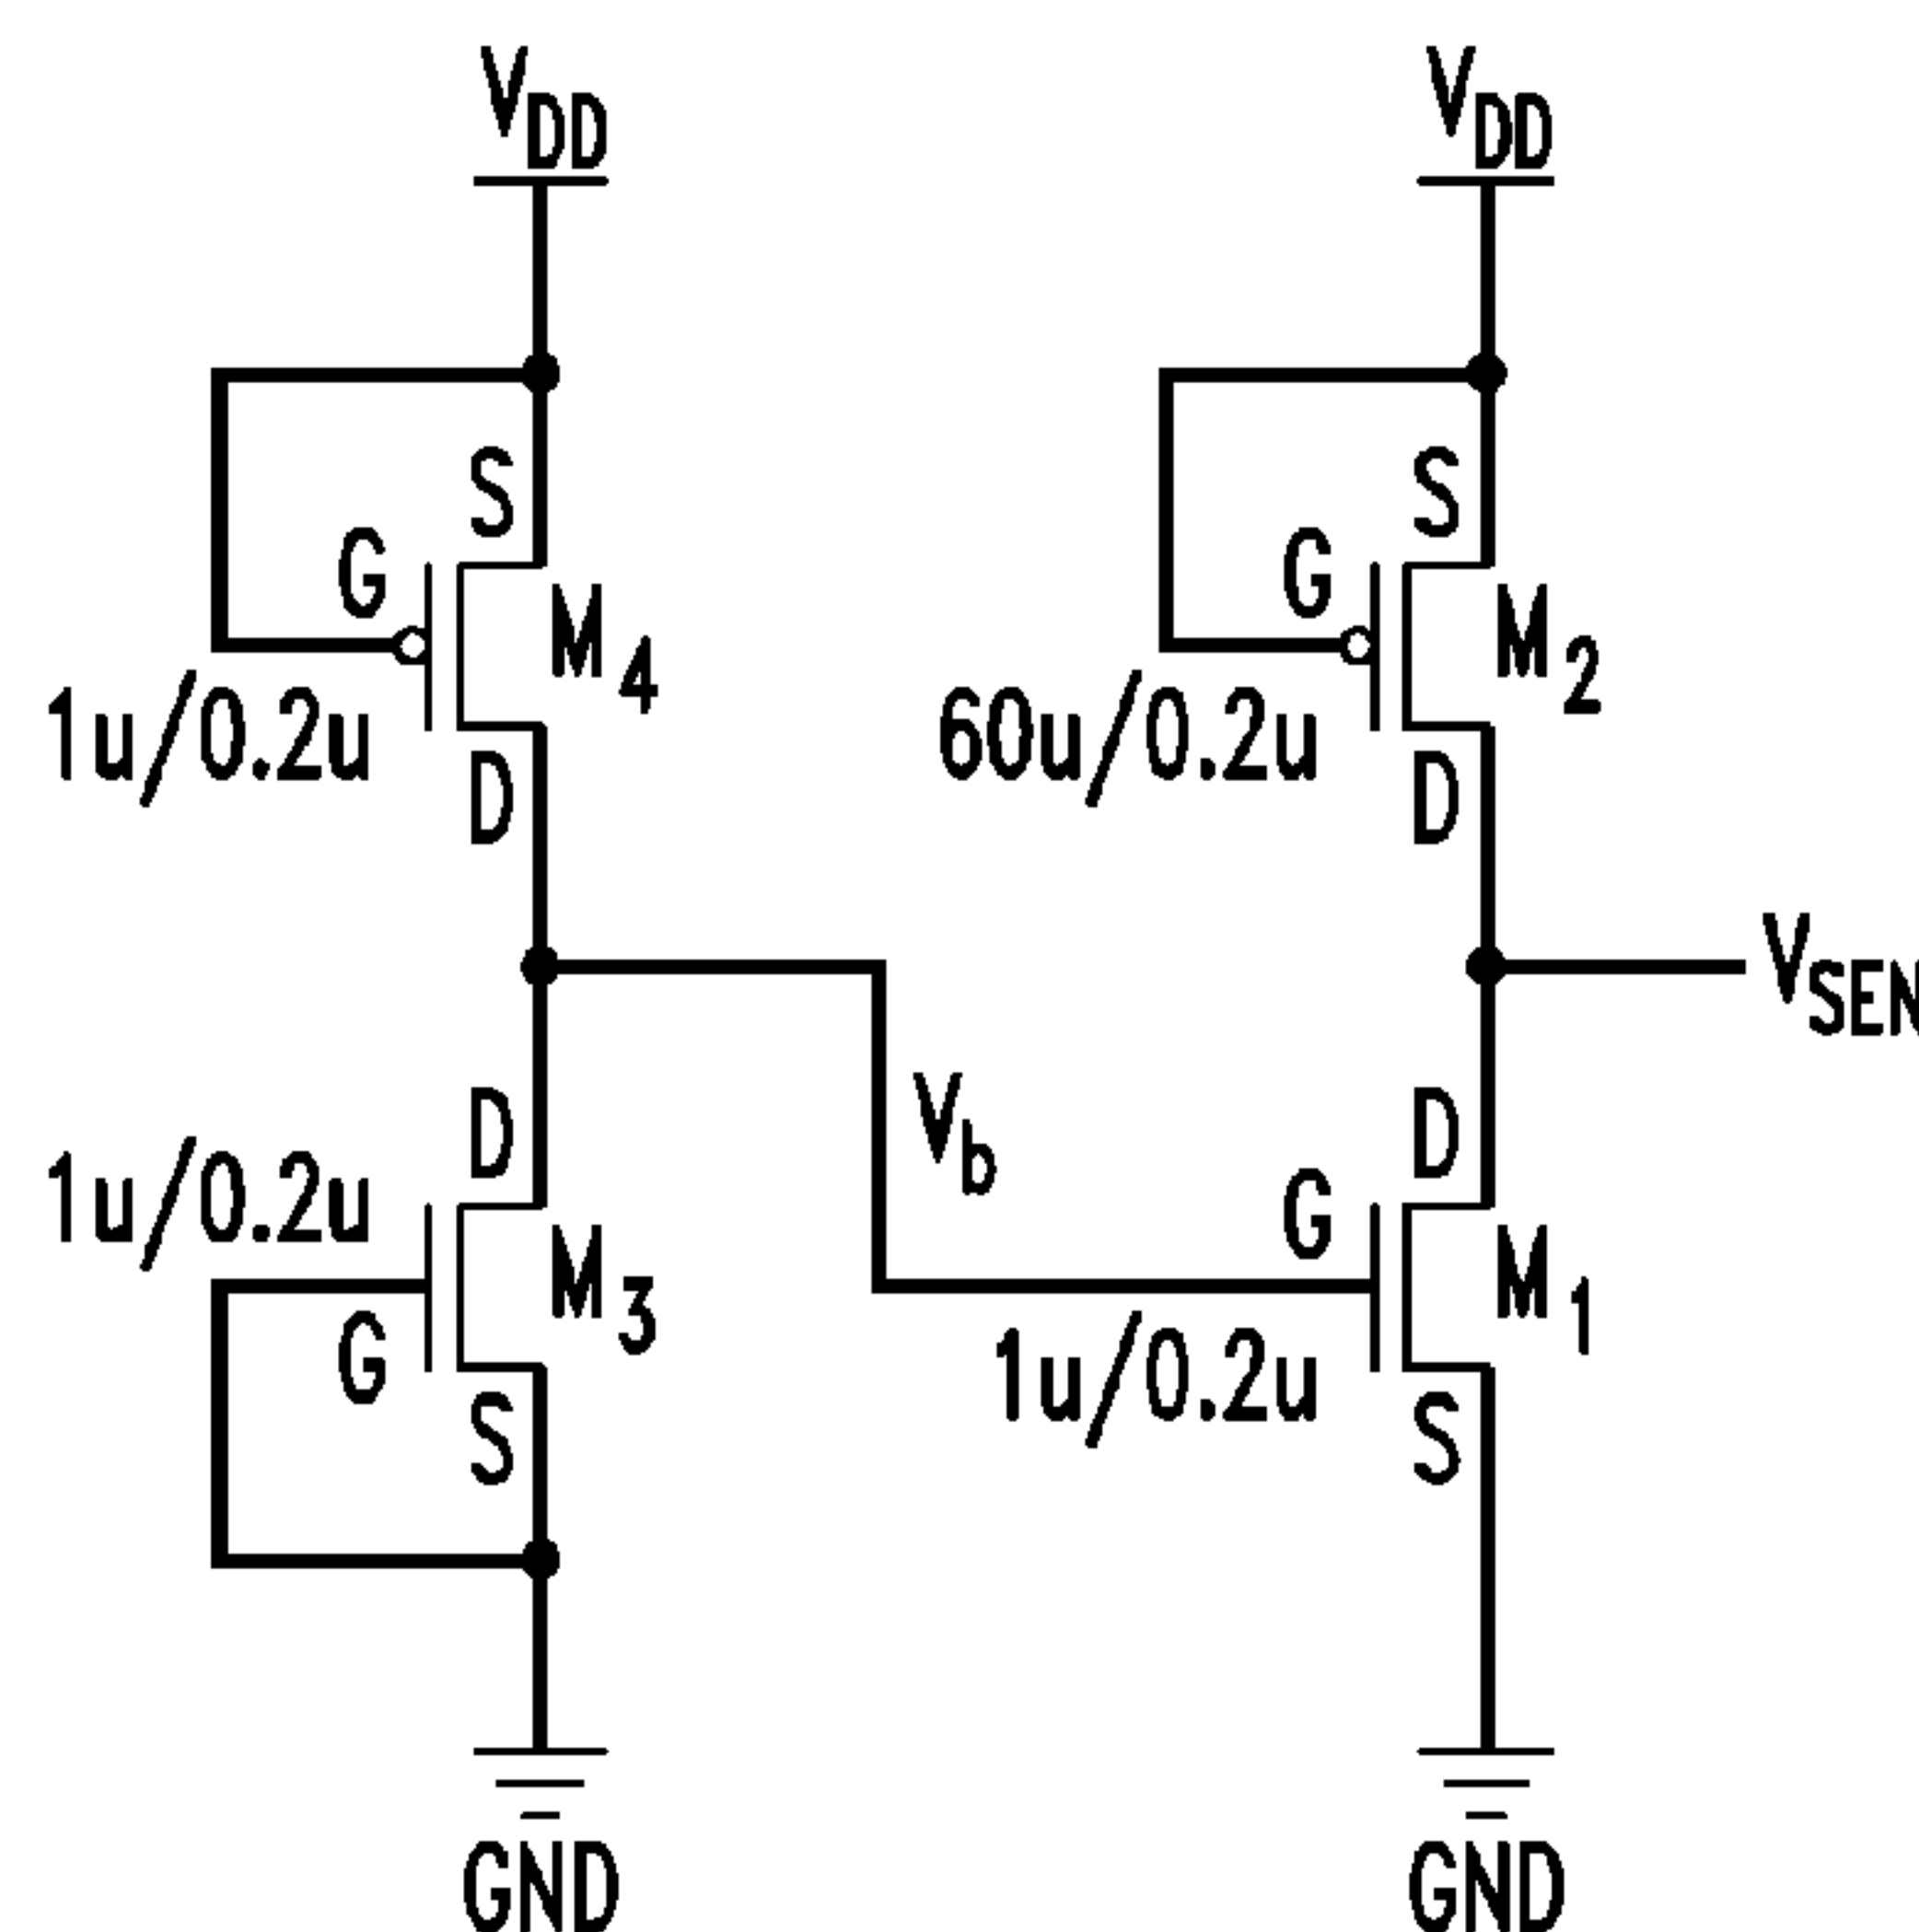 VDD VDD
S S
G G
M4 M2
1u/0.2u 60u/0.2u
D D
VSEN
Vb
D D
1u/0.2u G
M3 M1
G 1u/0.2u
S S
GND GND